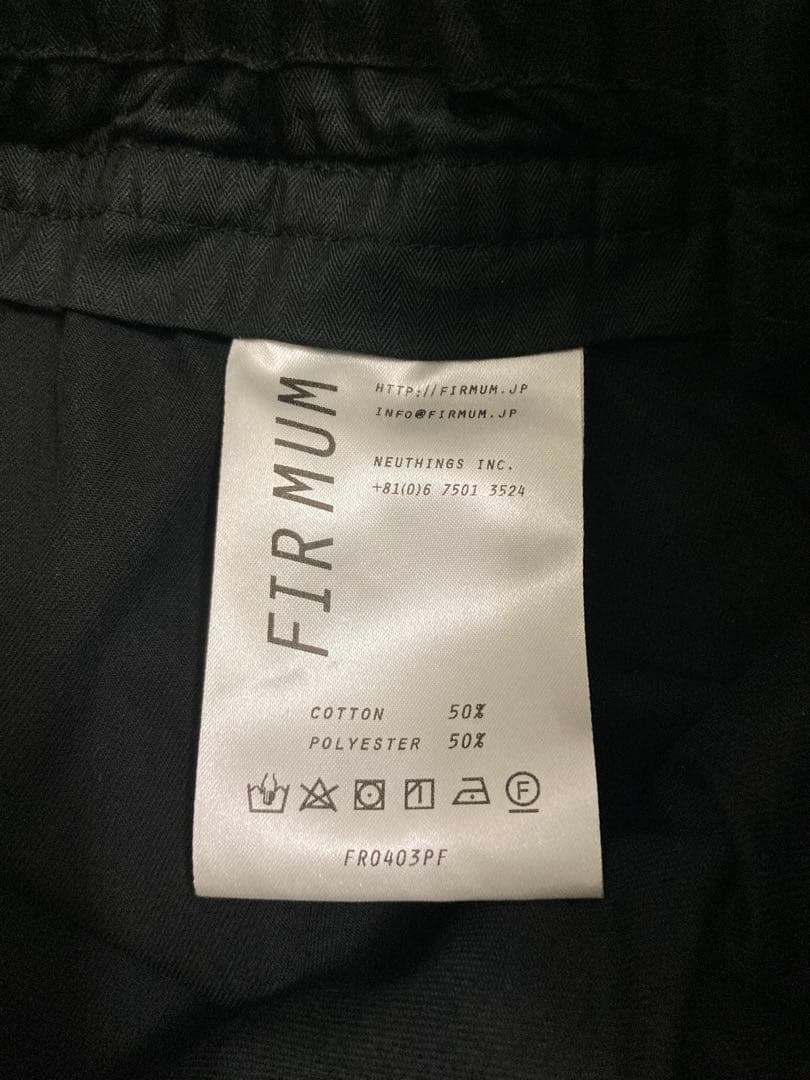 FIRMUM
HTTP://FIRMUM.JP
INFO@FIRMUM.JP
NEUTHINGS INC.
+81(0)6 7501 3524
COTTON 50%
POLYESTER 50%
F
FR0403PF